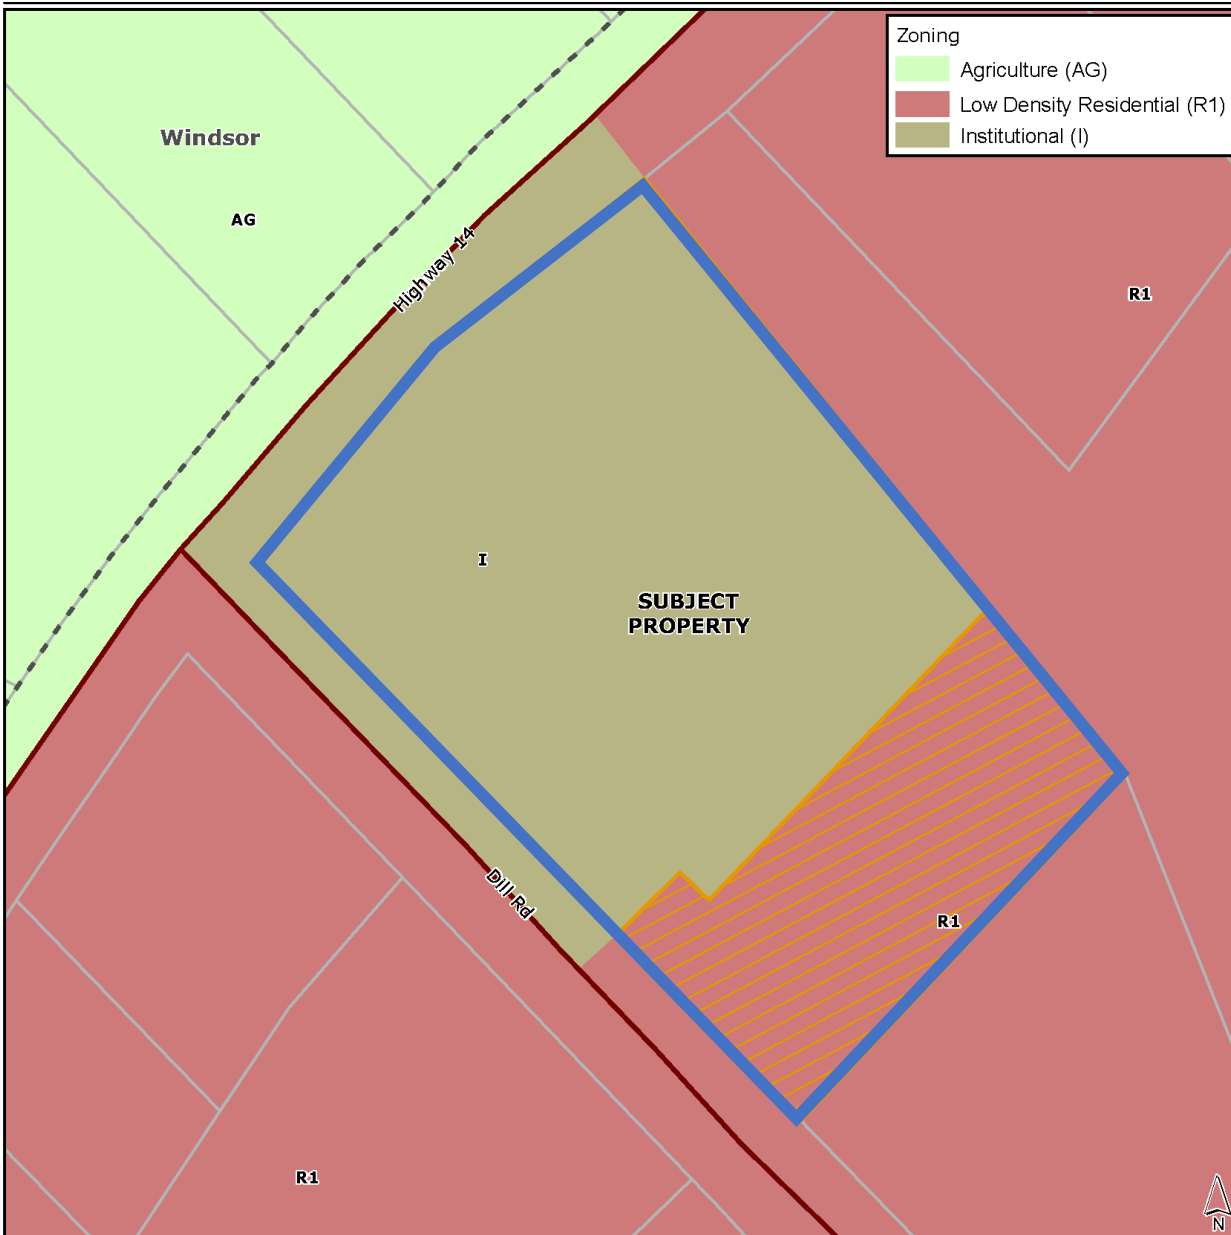 Zoning
Agriculture (AG)
Low Density Residential (R1)
Institutional (I)
Windsor
AG
Highway 14
R1
I
SUBJECT
PROPERTY
Dill Rd
R1
R1
N